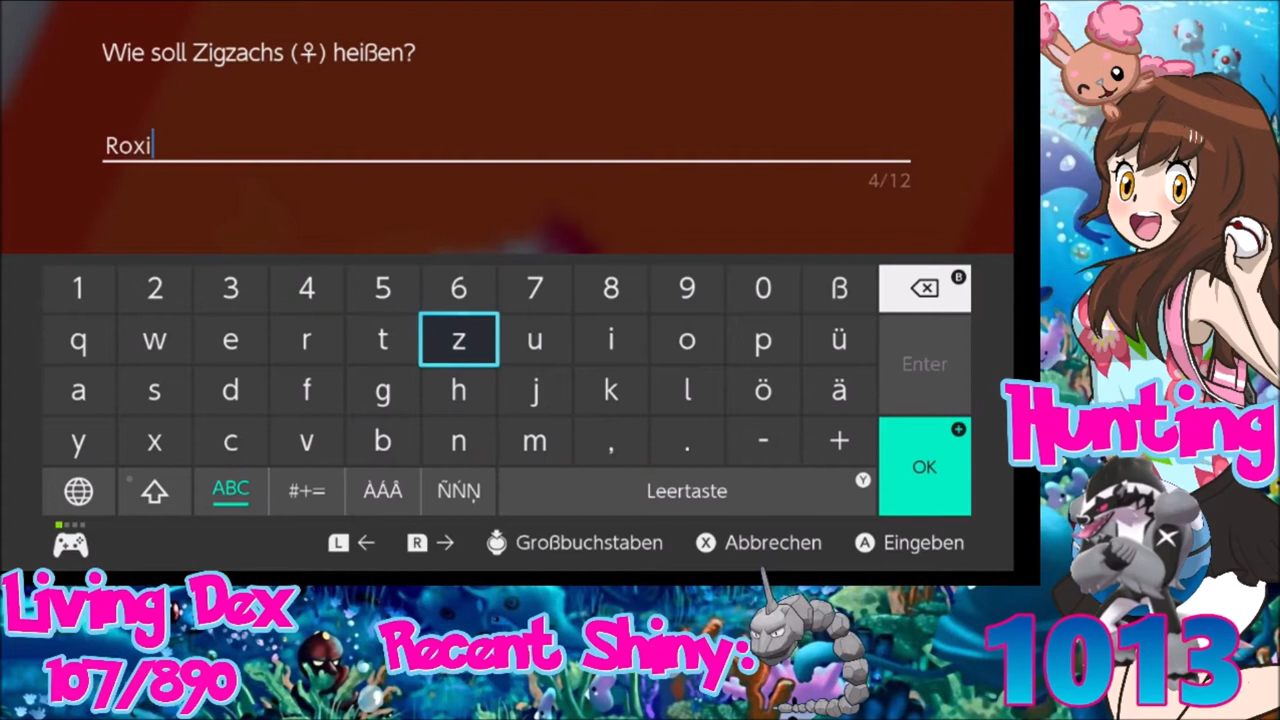 Wie soll Zigzachs (♀) heißen?
Roxi
4/12
1 2 3 4 5 6 7 8 9 0 ß B
q w e r t z u i o p ü Enter
a s d f g h j k l ö ä
y x c v b n m , . - + OK
ABC #+= ÀÁÂ ÑŃŅ Leertaste Y
L ← R → Großbuchstaben X Abbrechen A Eingeben
Hunting
1013
Living Dex
107/890
Recent Shiny: